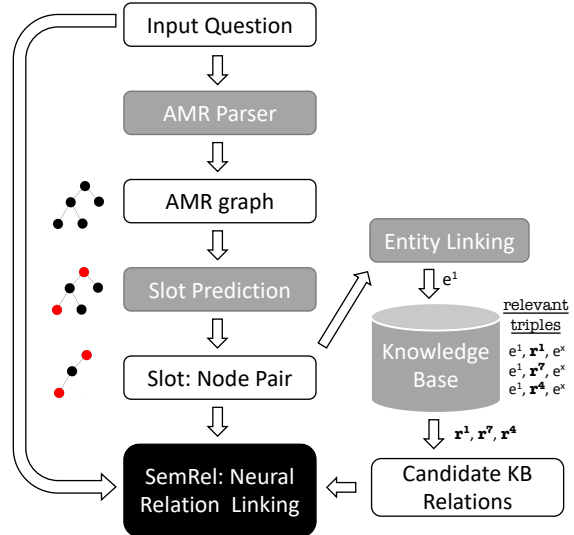 Input Question
AMR Parser
AMR graph
Slot Prediction
Slot: Node Pair
SemRel: Neural
Relation Linking
Entity Linking
e¹
Knowledge
Base
relevant
triples
e¹, r¹, eˣ
e¹, r⁷, eˣ
e¹, r⁴, eˣ
r¹, r⁷, r⁴
Candidate KB
Relations